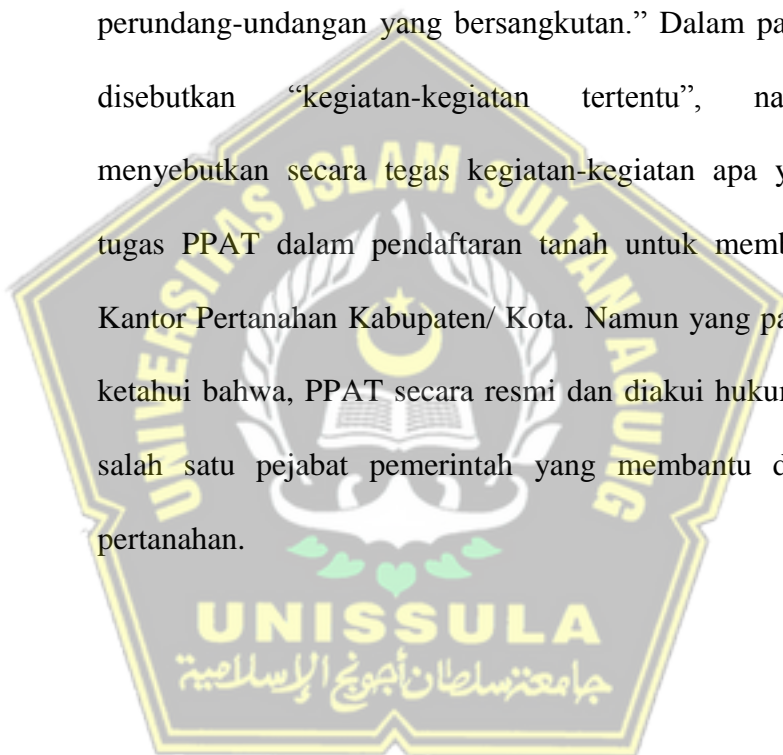 perundang-undangan yang bersangkutan.” Dalam pa
disebutkan “kegiatan-kegiatan tertentu”, na
menyebutkan secara tegas kegiatan-kegiatan apa y
tugas PPAT dalam pendaftaran tanah untuk memb
Kantor Pertanahan Kabupaten/ Kota. Namun yang pa
ketahui bahwa, PPAT secara resmi dan diakui huku
salah satu pejabat pemerintah yang membantu d
pertanahan.
UNIVERSITAS ISLAM SULTAN AGUNG
UNISSULA
جامعة سلطان أجونج الإسلامية